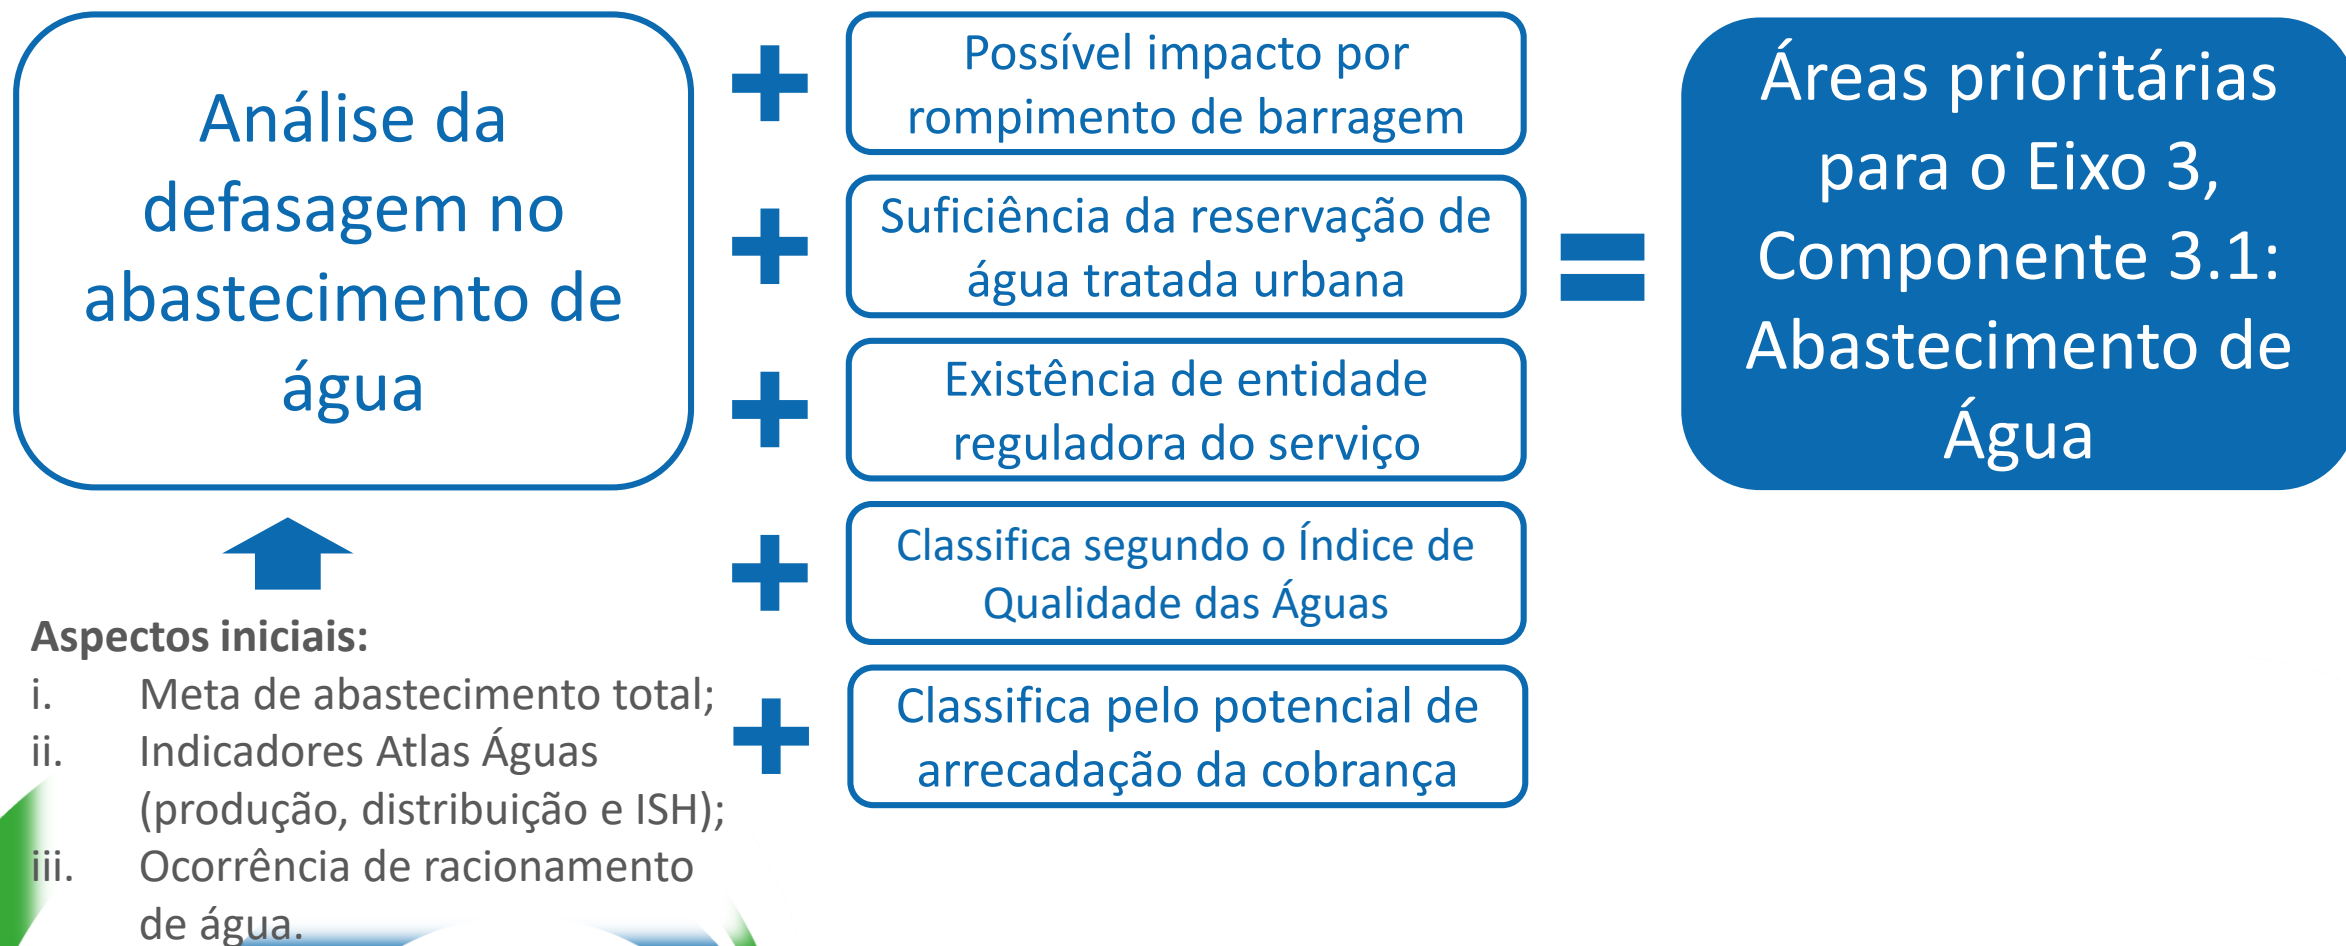 Análise da
defasagem no
abastecimento de
água
Aspectos iniciais:
i. Meta de abastecimento total;
ii. Indicadores Atlas Águas
(produção, distribuição e ISH);
iii. Ocorrência de racionamento
de água.
+
Possível impacto por
rompimento de barragem
+
Suficiência da reservação de
água tratada urbana
+
Existência de entidade
reguladora do serviço
+
Classifica segundo o Índice de
Qualidade das Águas
+
Classifica pelo potencial de
arrecadação da cobrança
=
Áreas prioritárias
para o Eixo 3,
Componente 3.1:
Abastecimento de
Água